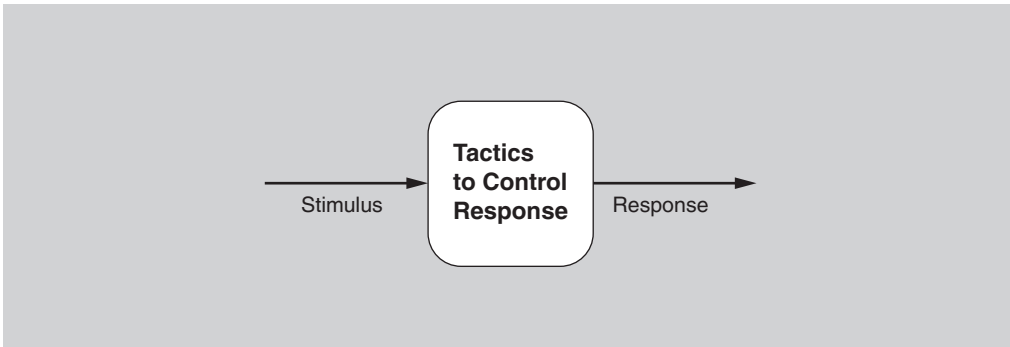 Stimulus
Tactics
to Control
Response
Response